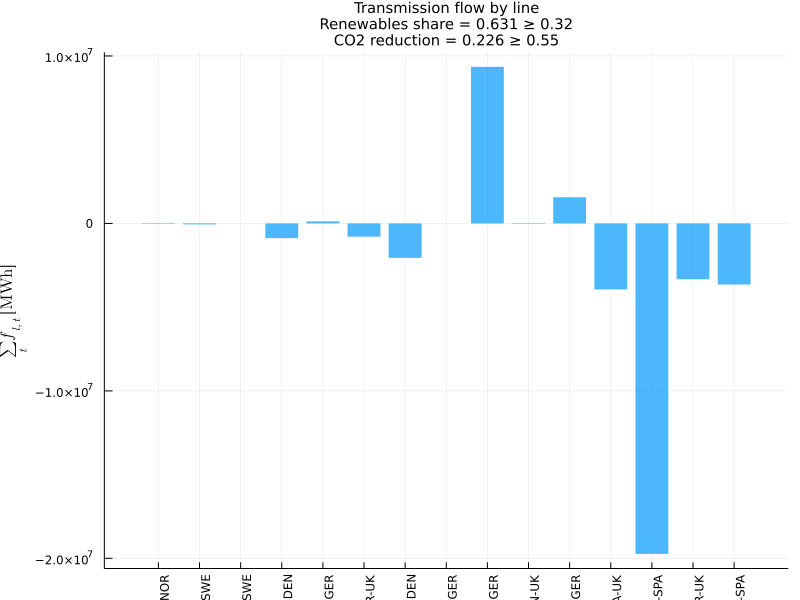 Transmission flow by line
Renewables share = 0.631 ≥ 0.32
CO2 reduction = 0.226 ≥ 0.55
1.0×10⁷
0
−1.0×10⁷
−2.0×10⁷
∑ₜ fₗ,ₜ [MWh]
NOR
SWE
SWE
DEN
GER
R-UK
DEN
GER
GER
N-UK
GER
A-UK
-SPA
R-UK
-SPA